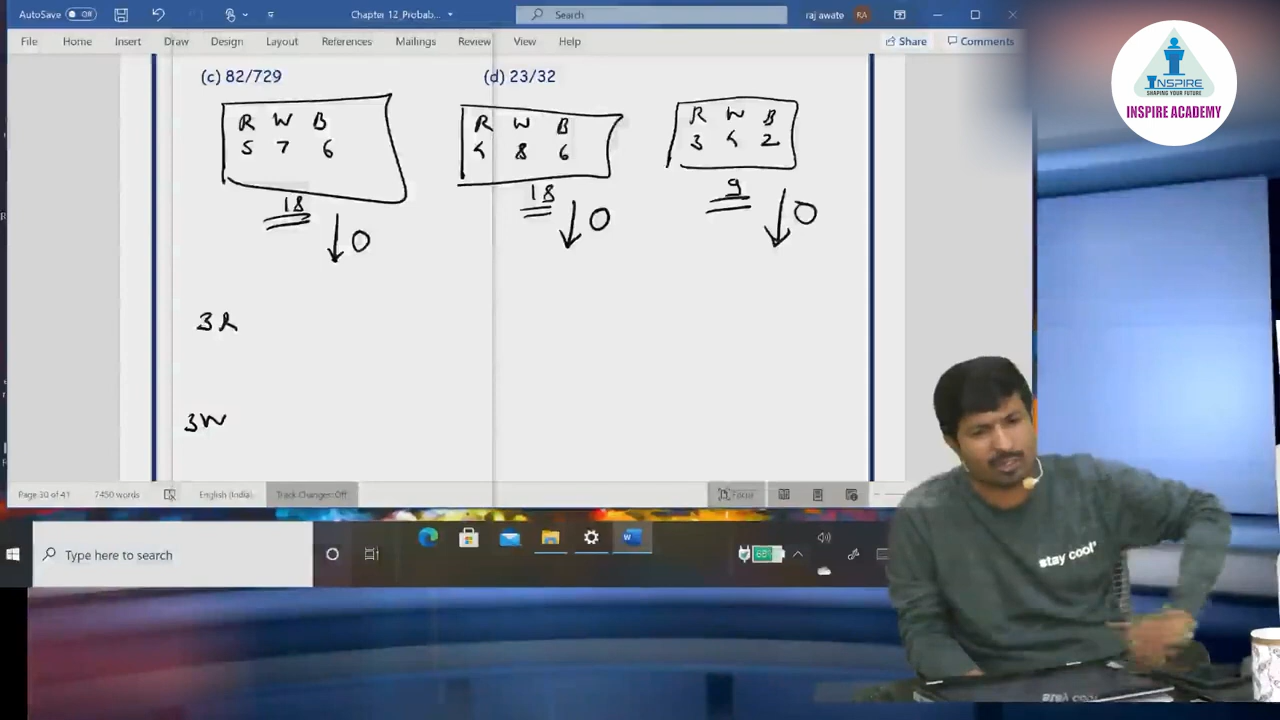 AutoSave Off Chapter 12_Probab... Search raj awate RA
File Home Insert Draw Design Layout References Mailings Review View Help Share Comments
INSPIRE
SHAPING YOUR FUTURE
INSPIRE ACADEMY
(c) 82/729 (d) 23/32
R W B R W B R W B
5 7 6 4 8 6 3 4 2
18 18 9
0 0 0
3R
3W
Page 30 of 41 7450 words English (India) Track Changes: Off Focus
Type here to search 68%
stay cool'